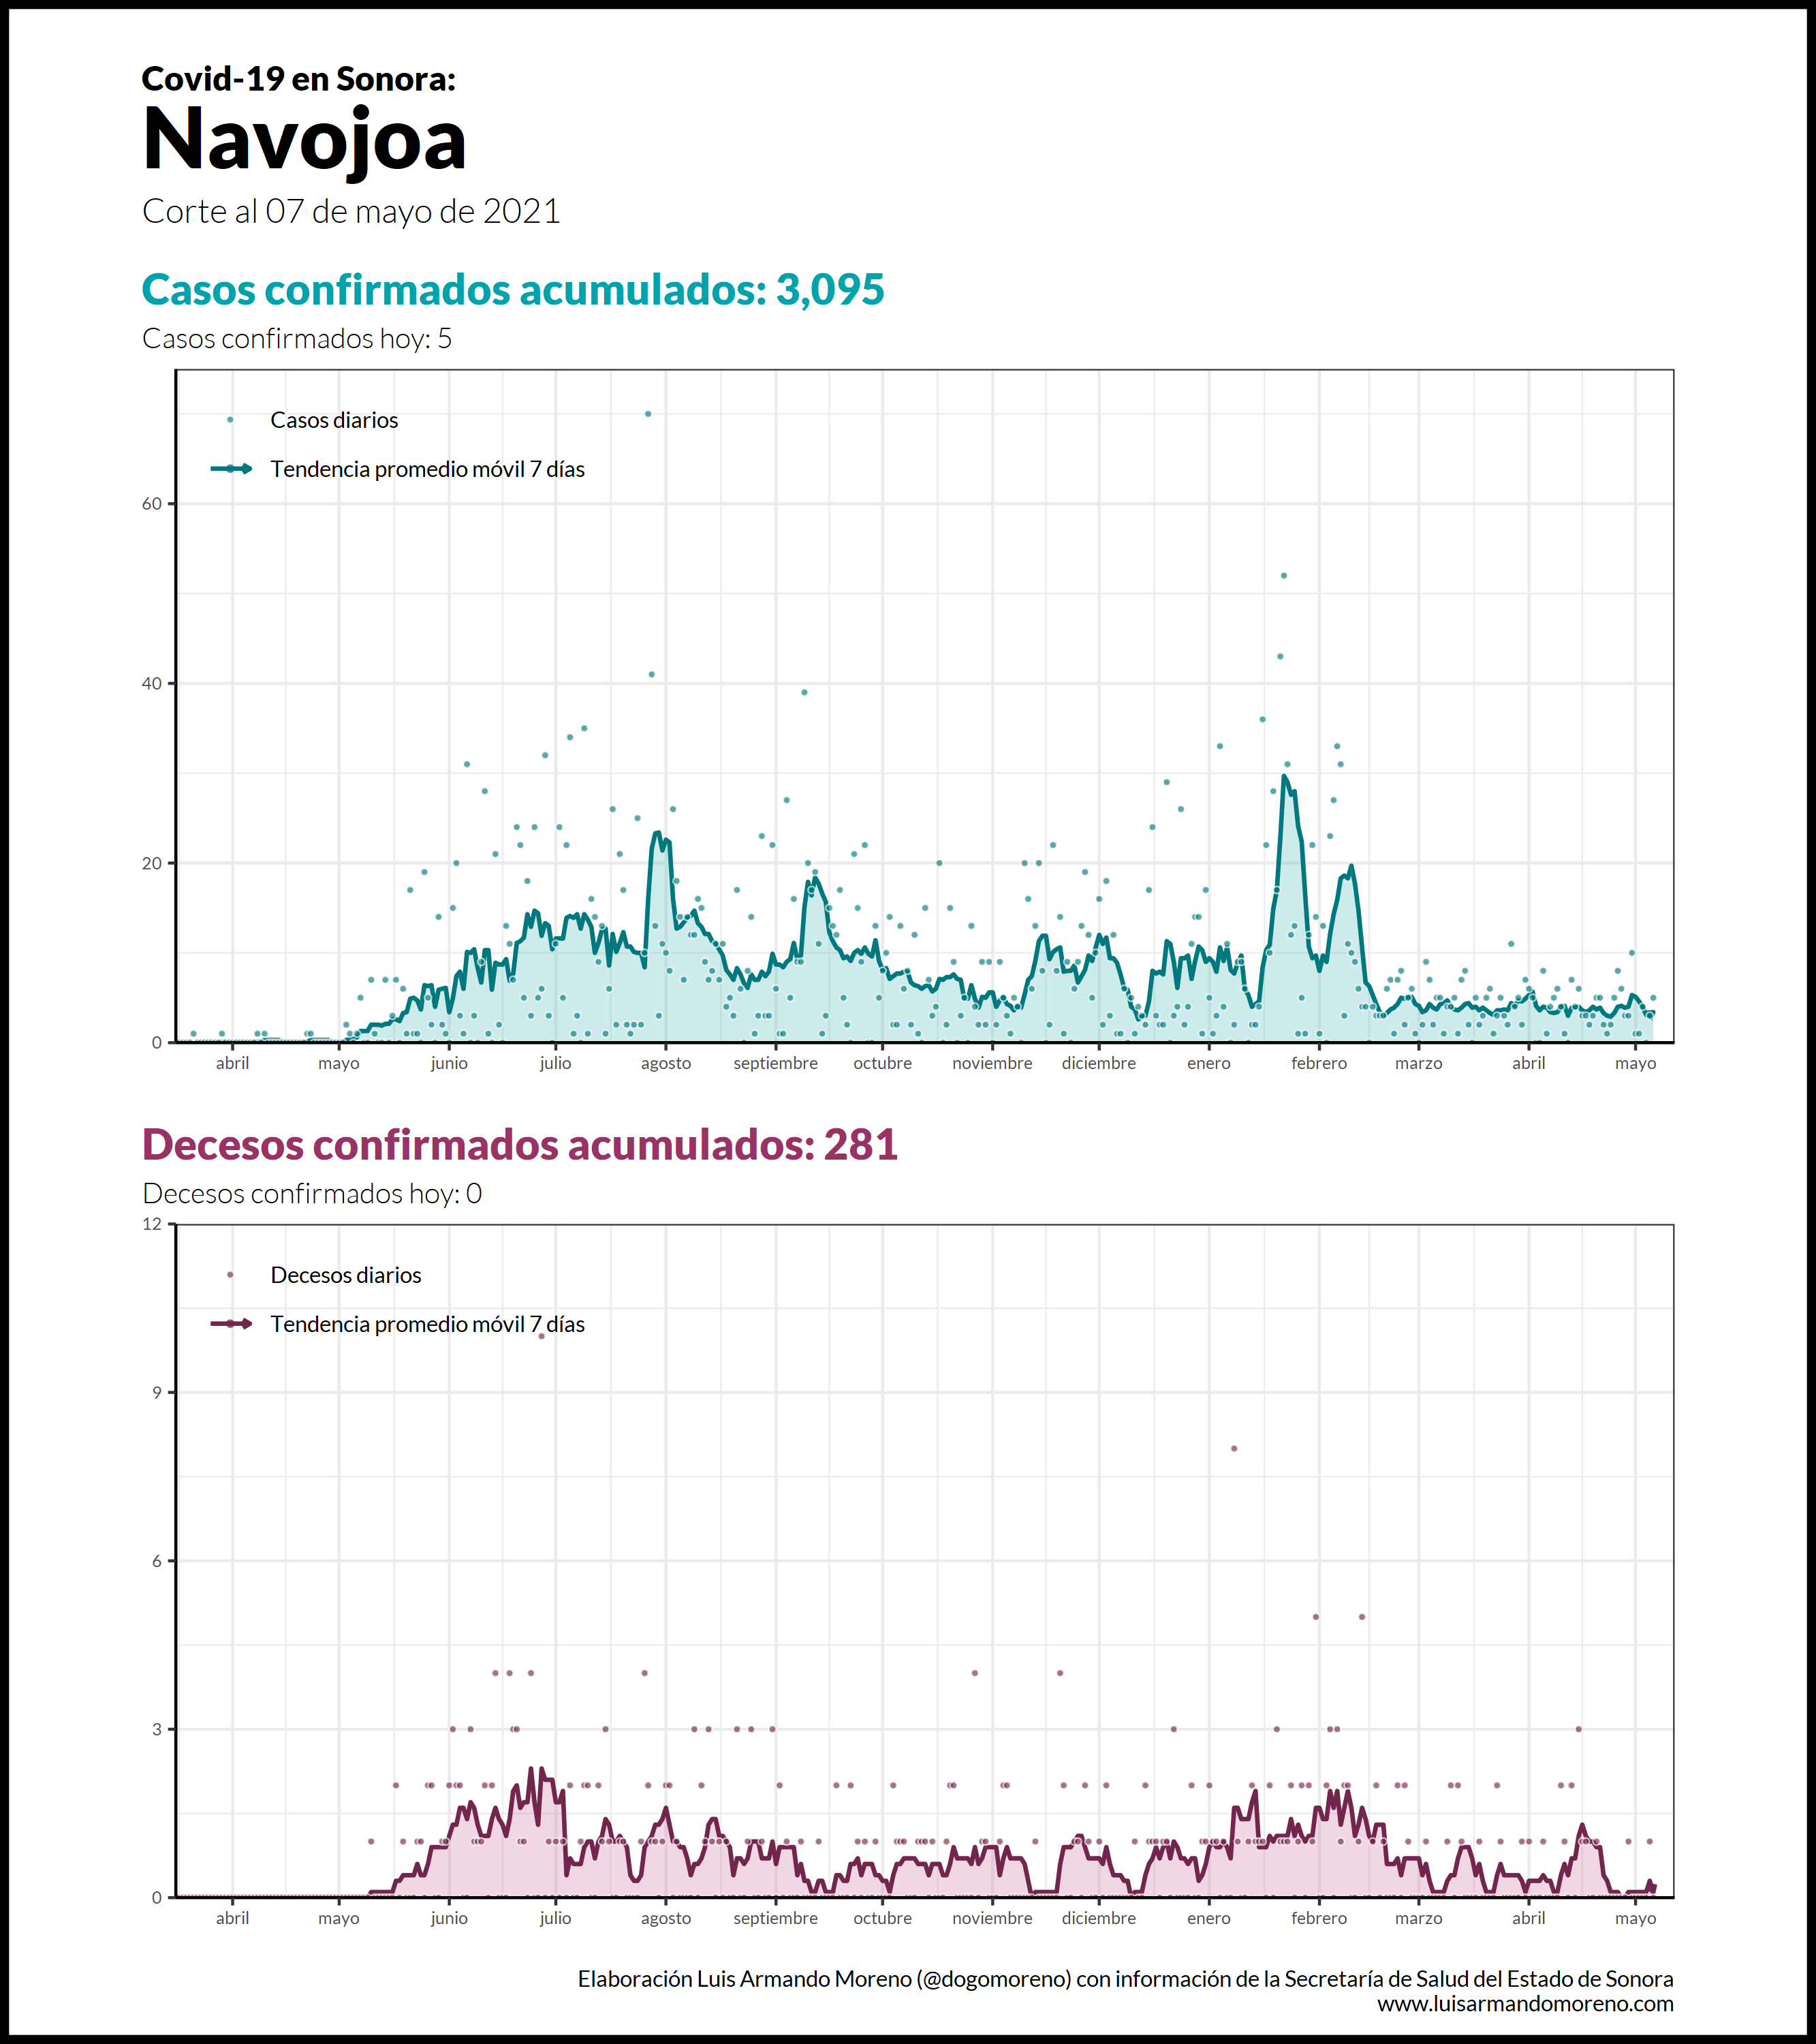 Covid-19 en Sonora:
Navojoa
Corte al 07 de mayo de 2021
Casos confirmados acumulados: 3,095
Casos confirmados hoy: 5
Casos diarios
Tendencia promedio móvil 7 días
60
40
20
0
abril mayo junio julio agosto septiembre octubre noviembre diciembre enero febrero marzo abril mayo
Decesos confirmados acumulados: 281
Decesos confirmados hoy: 0
12
Decesos diarios
Tendencia promedio móvil 7 días
9
6
3
0
abril mayo junio julio agosto septiembre octubre noviembre diciembre enero febrero marzo abril mayo
Elaboración Luis Armando Moreno (@dogomoreno) con información de la Secretaría de Salud del Estado de Sonora
www.luisarmandomoreno.com